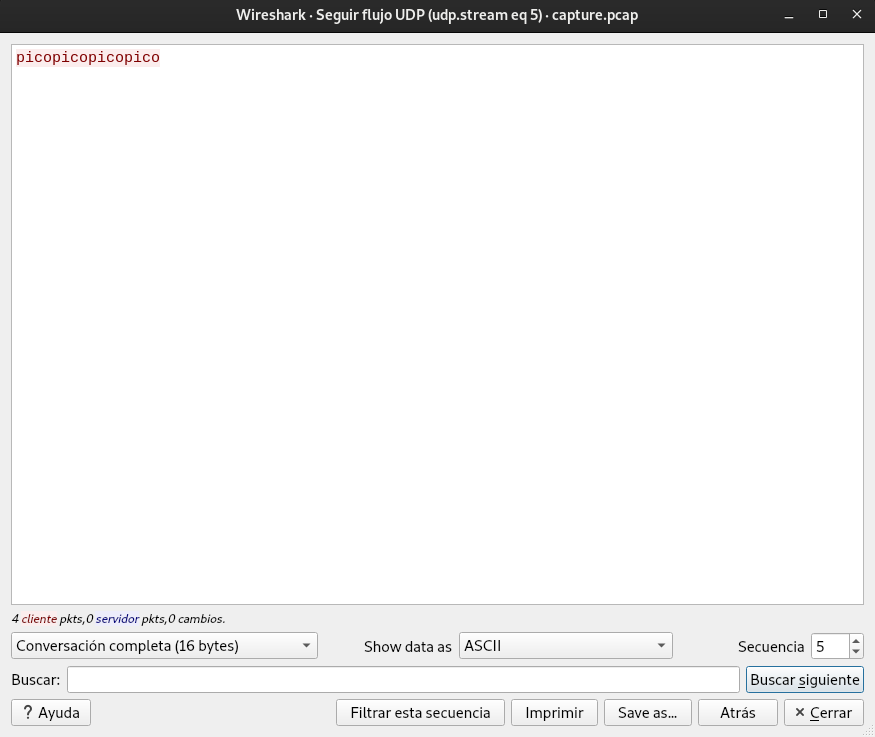 Wireshark · Seguir flujo UDP (udp.stream eq 5) · capture.pcap
picopicopicopico
4 cliente pkts,0 servidor pkts,0 cambios.
Conversación completa (16 bytes) Show data as ASCII Secuencia 5
Buscar: Buscar siguiente
? Ayuda Filtrar esta secuencia Imprimir Save as... Atrás × Cerrar